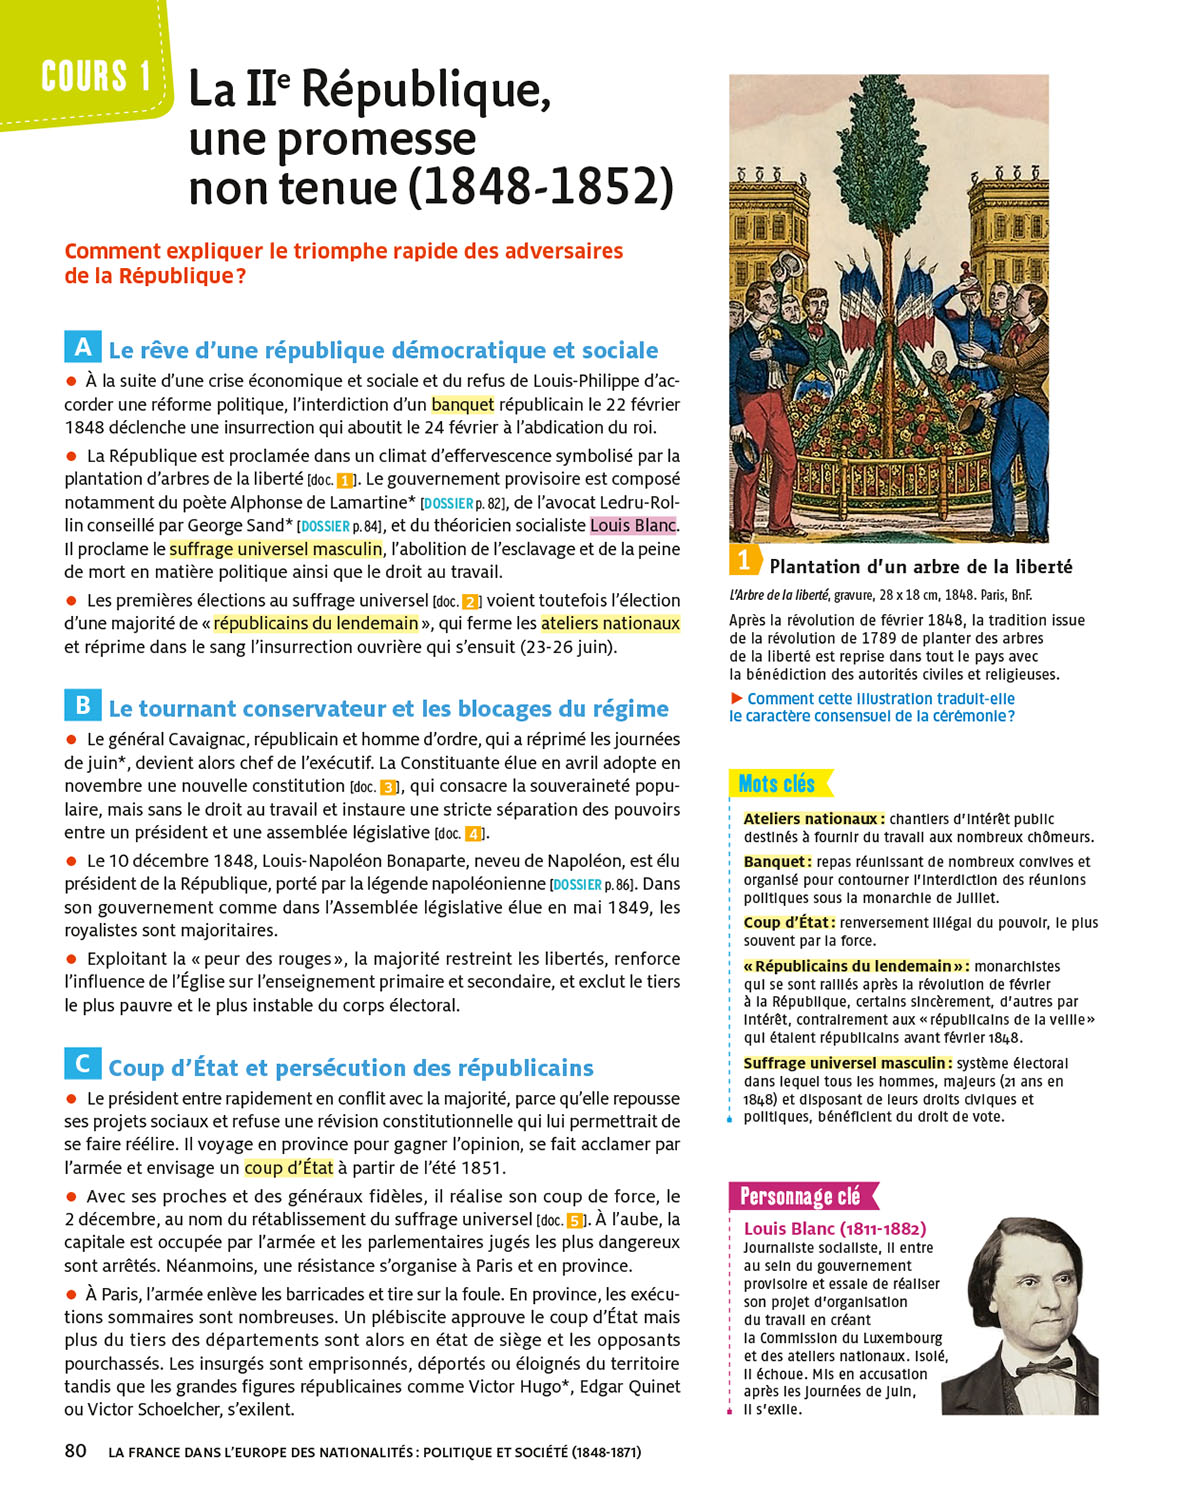 COURS 1
La IIe République,
une promesse
non tenue (1848-1852)
Comment expliquer le triomphe rapide des adversaires
de la République ?
A Le rêve d’une république démocratique et sociale
• À la suite d’une crise économique et sociale et du refus de Louis-Philippe d’ac-
corder une réforme politique, l’interdiction d’un banquet républicain le 22 février
1848 déclenche une insurrection qui aboutit le 24 février à l’abdication du roi.
• La République est proclamée dans un climat d’effervescence symbolisé par la
plantation d’arbres de la liberté [doc. 1]. Le gouvernement provisoire est composé
notamment du poète Alphonse de Lamartine* [DOSSIER p. 82], de l’avocat Ledru-Rol-
lin conseillé par George Sand* [DOSSIER p. 84], et du théoricien socialiste Louis Blanc.
Il proclame le suffrage universel masculin, l’abolition de l’esclavage et de la peine
de mort en matière politique ainsi que le droit au travail.
• Les premières élections au suffrage universel [doc. 2] voient toutefois l’élection
d’une majorité de « républicains du lendemain », qui ferme les ateliers nationaux
et réprime dans le sang l’insurrection ouvrière qui s’ensuit (23-26 juin).
B Le tournant conservateur et les blocages du régime
• Le général Cavaignac, républicain et homme d’ordre, qui a réprimé les journées
de juin*, devient alors chef de l’exécutif. La Constituante élue en avril adopte en
novembre une nouvelle constitution [doc. 3], qui consacre la souveraineté popu-
laire, mais sans le droit au travail et instaure une stricte séparation des pouvoirs
entre un président et une assemblée législative [doc. 4].
• Le 10 décembre 1848, Louis-Napoléon Bonaparte, neveu de Napoléon, est élu
président de la République, porté par la légende napoléonienne [DOSSIER p. 86]. Dans
son gouvernement comme dans l’Assemblée législative élue en mai 1849, les
royalistes sont majoritaires.
• Exploitant la « peur des rouges », la majorité restreint les libertés, renforce
l’influence de l’Église sur l’enseignement primaire et secondaire, et exclut le tiers
le plus pauvre et le plus instable du corps électoral.
C Coup d’État et persécution des républicains
• Le président entre rapidement en conflit avec la majorité, parce qu’elle repousse
ses projets sociaux et refuse une révision constitutionnelle qui lui permettrait de
se faire réélire. Il voyage en province pour gagner l’opinion, se fait acclamer par
l’armée et envisage un coup d’État à partir de l’été 1851.
• Avec ses proches et des généraux fidèles, il réalise son coup de force, le
2 décembre, au nom du rétablissement du suffrage universel [doc. 5]. À l’aube, la
capitale est occupée par l’armée et les parlementaires jugés les plus dangereux
sont arrêtés. Néanmoins, une résistance s’organise à Paris et en province.
• À Paris, l’armée enlève les barricades et tire sur la foule. En province, les exécu-
tions sommaires sont nombreuses. Un plébiscite approuve le coup d’État mais
plus du tiers des départements sont alors en état de siège et les opposants
pourchassés. Les insurgés sont emprisonnés, déportés ou éloignés du territoire
tandis que les grandes figures républicaines comme Victor Hugo*, Edgar Quinet
ou Victor Schoelcher, s’exilent.
1 Plantation d’un arbre de la liberté
L’Arbre de la liberté, gravure, 28 x 18 cm, 1848. Paris, BnF.
Après la révolution de février 1848, la tradition issue
de la révolution de 1789 de planter des arbres
de la liberté est reprise dans tout le pays avec
la bénédiction des autorités civiles et religieuses.
► Comment cette illustration traduit-elle
le caractère consensuel de la cérémonie ?
Mots clés
Ateliers nationaux : chantiers d’intérêt public
destinés à fournir du travail aux nombreux chômeurs.
Banquet : repas réunissant de nombreux convives et
organisé pour contourner l’interdiction des réunions
politiques sous la monarchie de Juillet.
Coup d’État : renversement illégal du pouvoir, le plus
souvent par la force.
« Républicains du lendemain » : monarchistes
qui se sont ralliés après la révolution de février
à la République, certains sincèrement, d’autres par
intérêt, contrairement aux « républicains de la veille »
qui étaient républicains avant février 1848.
Suffrage universel masculin : système électoral
dans lequel tous les hommes, majeurs (21 ans en
1848) et disposant de leurs droits civiques et
politiques, bénéficient du droit de vote.
Personnage clé
Louis Blanc (1811-1882)
Journaliste socialiste, il entre
au sein du gouvernement
provisoire et essaie de réaliser
son projet d’organisation
du travail en créant
la Commission du Luxembourg
et des ateliers nationaux. Isolé,
il échoue. Mis en accusation
après les journées de juin,
il s’exile.
80 LA FRANCE DANS L’EUROPE DES NATIONALITÉS : POLITIQUE ET SOCIÉTÉ (1848-1871)